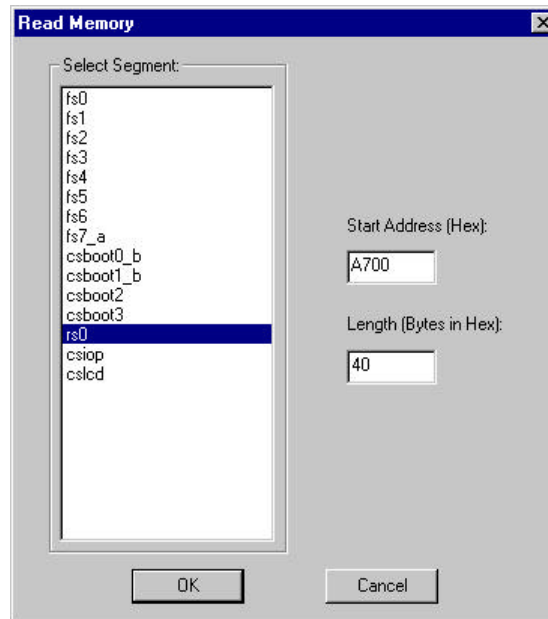 Read Memory
Select Segment:
fs0
fs1
fs2
fs3
fs4
fs5
fs6
fs7_a
csboot0_b
csboot1_b
csboot2
csboot3
rs0
csiop
cslcd
Start Address (Hex):
A700
Length (Bytes in Hex):
40
OK
Cancel